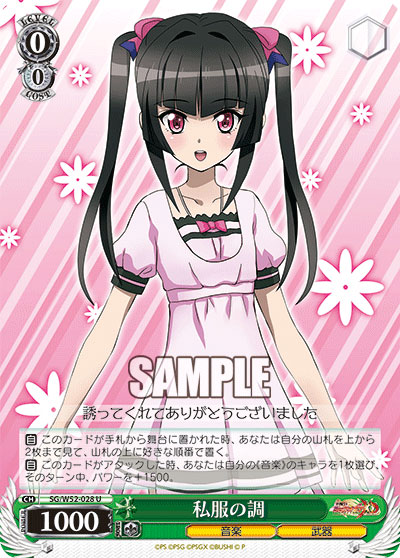 LEVEL
0
0
COST
SAMPLE
誘ってくれてありがとうございました
自 このカードが手札から舞台に置かれた時、あなたは自分の山札を上から
2枚まで見て、山札の上に好きな順番で置く。
自 このカードがアタックした時、あなたは自分の《音楽》のキャラを1枚選び、
そのターン中、パワーを+1500。
CH SG/W52-028 U
1000
私服の調
音楽 武器
©PS ©PSG ©PSGX ©BUSHI © P